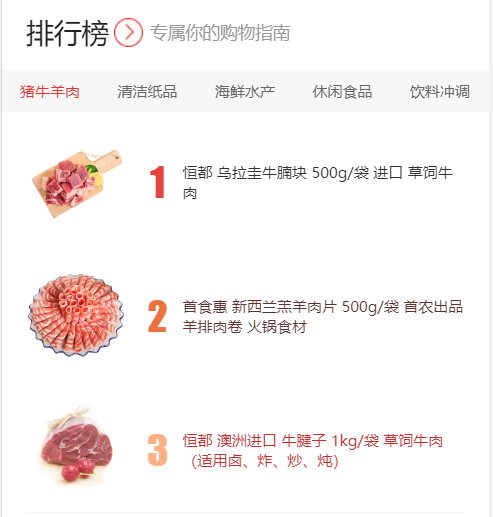 排行榜 专属你的购物指南
猪牛羊肉 清洁纸品 海鲜水产 休闲食品 饮料冲调
1 恒都 乌拉圭牛腩块 500g/袋 进口 草饲牛
肉
2 首食惠 新西兰羔羊肉片 500g/袋 首农出品
羊排肉卷 火锅食材
3 恒都 澳洲进口 牛腱子 1kg/袋 草饲牛肉
（适用卤、炸、炒、炖）